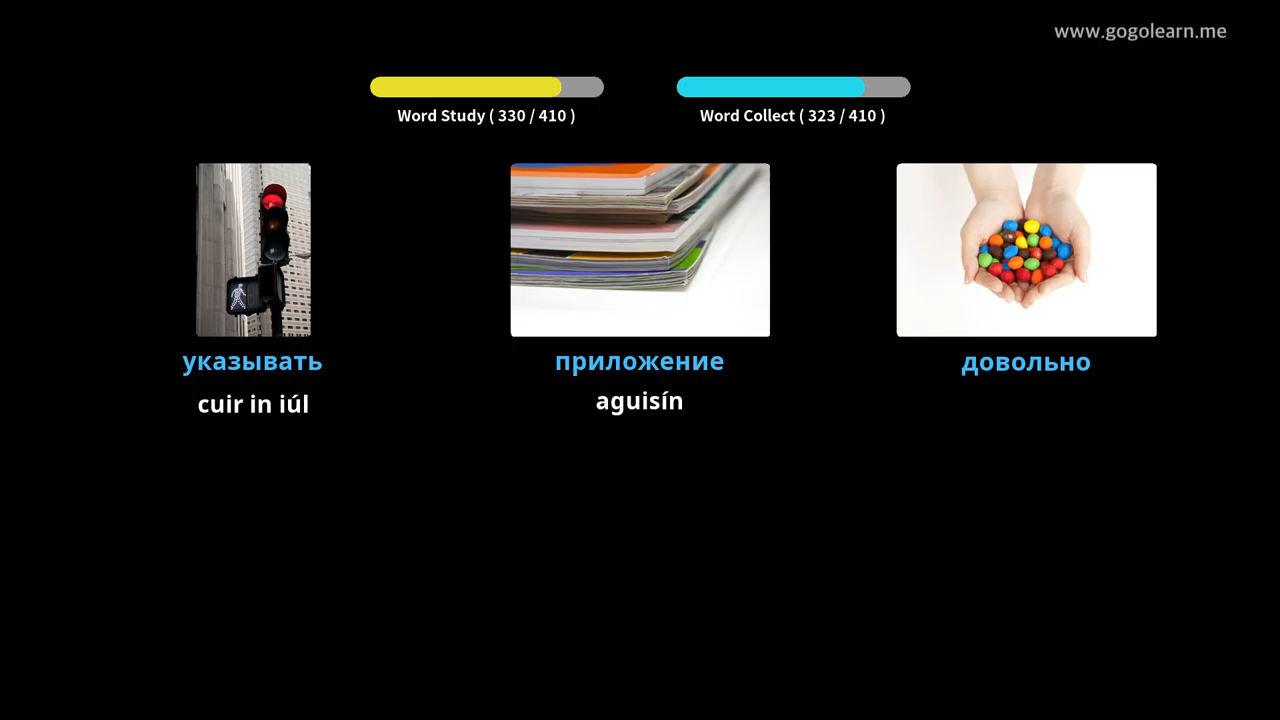 www.gogolearn.me
Word Study ( 330 / 410 )
Word Collect ( 323 / 410 )
указывать
приложение
довольно
cuir in iúl
aguisín